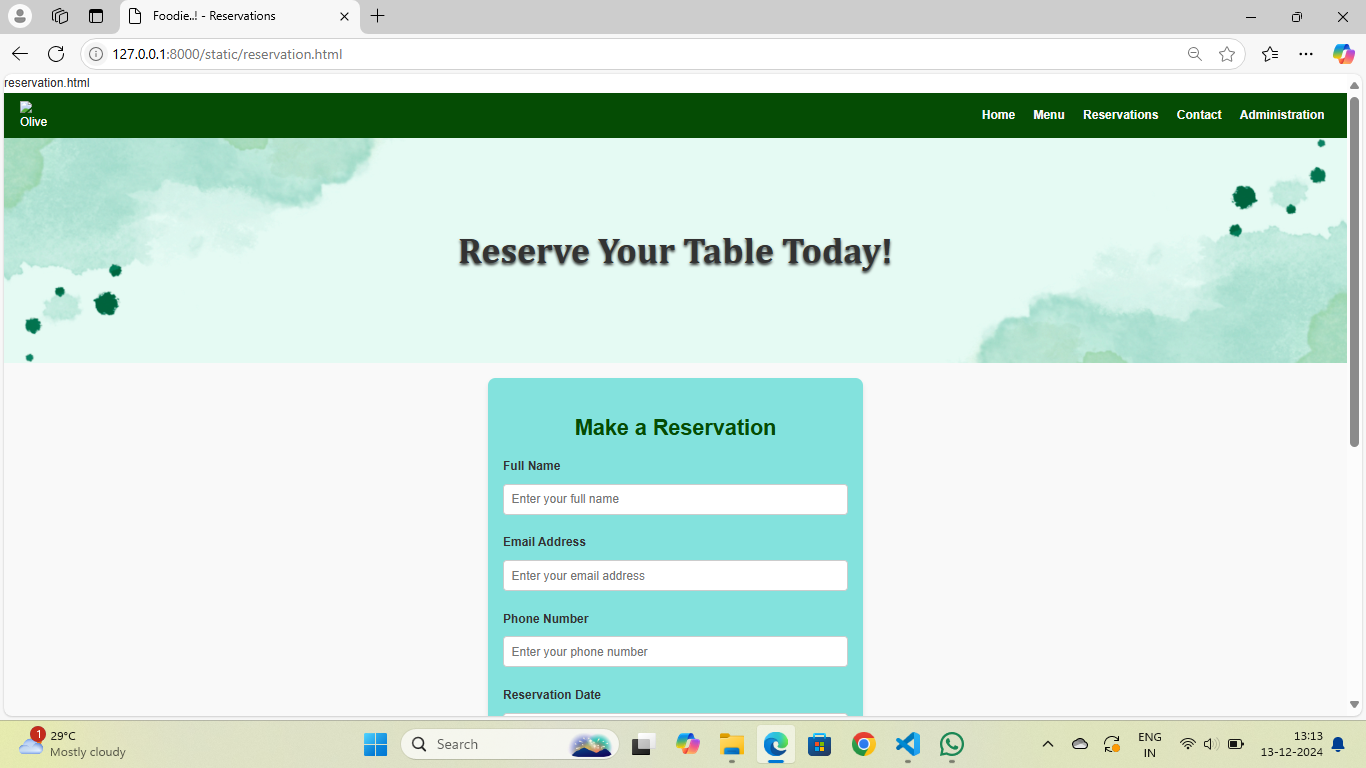 Foodie..! - Reservations
127.0.0.1:8000/static/reservation.html
reservation.html
Olive
Home Menu Reservations Contact Administration
Reserve Your Table Today!
Make a Reservation
Full Name
Enter your full name
Email Address
Enter your email address
Phone Number
Enter your phone number
Reservation Date
1
29°C
Mostly cloudy
Search
ENG
IN
13:13
13-12-2024